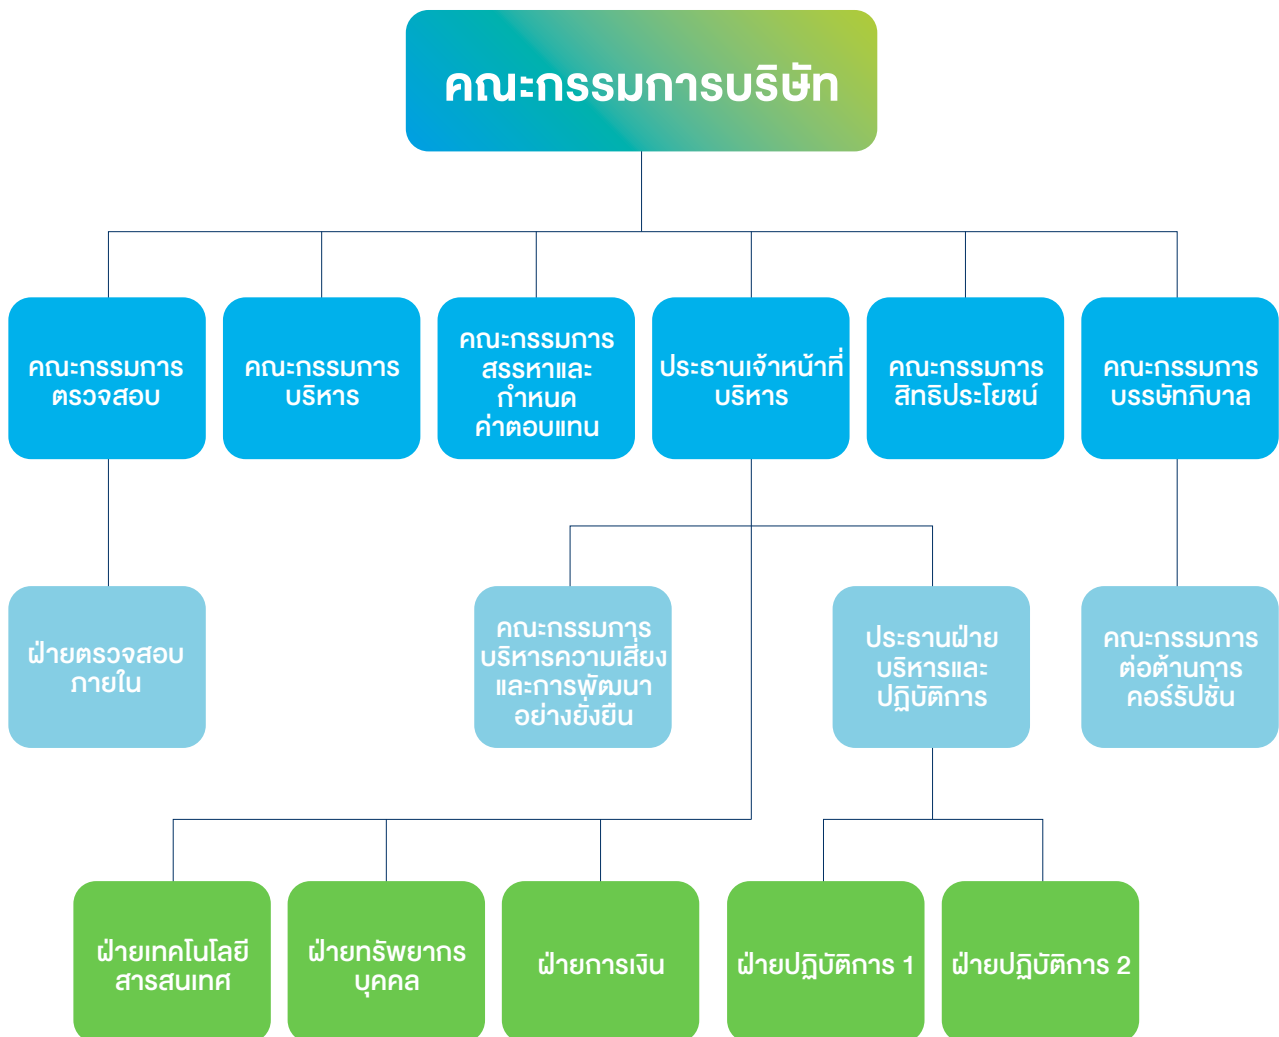 คณะกรรมการบริษัท
คณะกรรมการ
ตรวจสอบ
คณะกรรมการ
บริหาร
คณะกรรมการ
สรรหาและ
กำหนด
ค่าตอบแทน
ประธานเจ้าหน้าที่
บริหาร
คณะกรรมการ
สิทธิประโยชน์
คณะกรรมการ
บรรษัทภิบาล
ฝ่ายตรวจสอบ
ภายใน
คณะกรรมการ
บริหารความเสี่ยง
และการพัฒนา
อย่างยั่งยืน
ประธานฝ่าย
บริหารและ
ปฏิบัติการ
คณะกรรมการ
ต่อต้านการ
คอร์รัปชั่น
ฝ่ายเทคโนโลยี
สารสนเทศ
ฝ่ายทรัพยากร
บุคคล
ฝ่ายการเงิน
ฝ่ายปฏิบัติการ 1
ฝ่ายปฏิบัติการ 2